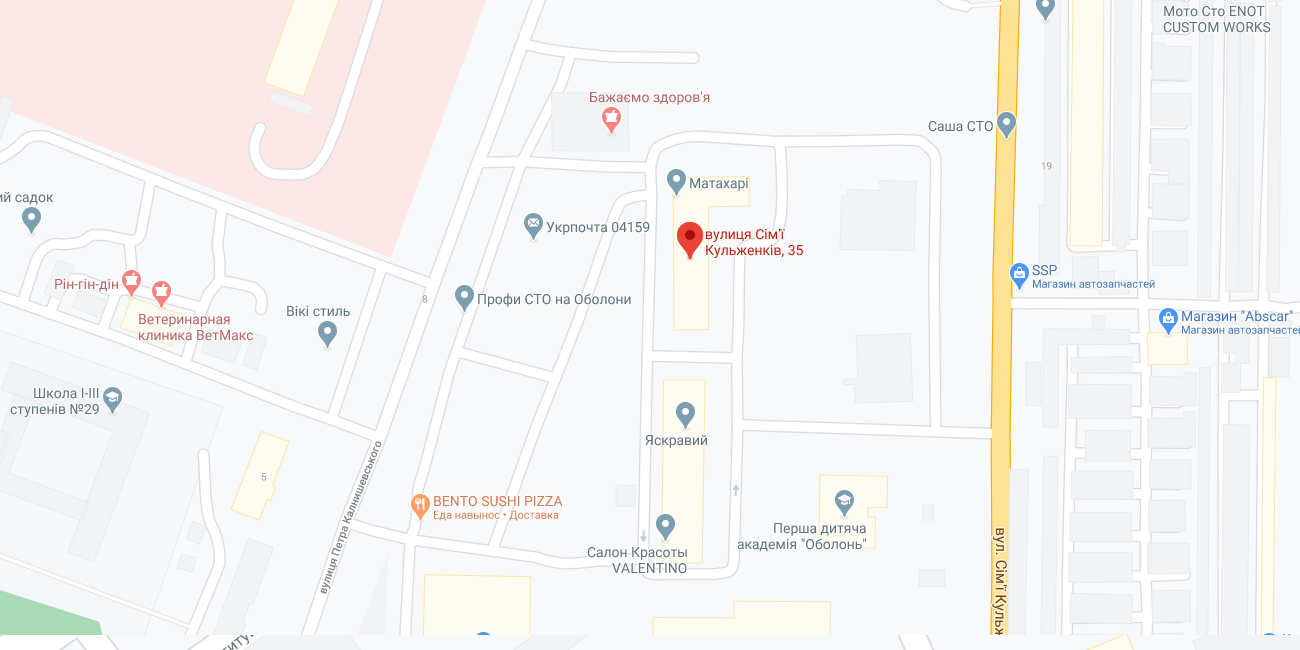 Мото Сто ENOT
CUSTOM WORKS
Бажаємо здоров'я
Саша СТО
19
Матахарі
ий садок
Укрпочта 04159
вулиця Сім'ї
Кульженків, 35
SSP
Магазин автозапчастей
Рін-гін-дін
8
Профи СТО на Оболони
Вікі стиль
Ветеринарная
клиника ВетМакс
Магазин "Abscar"
Магазин автозапчастей
Школа І-ІІІ
ступенів №29
Яскравий
5
вулиця Петра Калнишевського
BENTO SUSHI PIZZA
Еда навынос • Доставка
Перша дитяча
академія "Оболонь"
Салон Красоты
VALENTINO
вул. Сім'ї Кульж